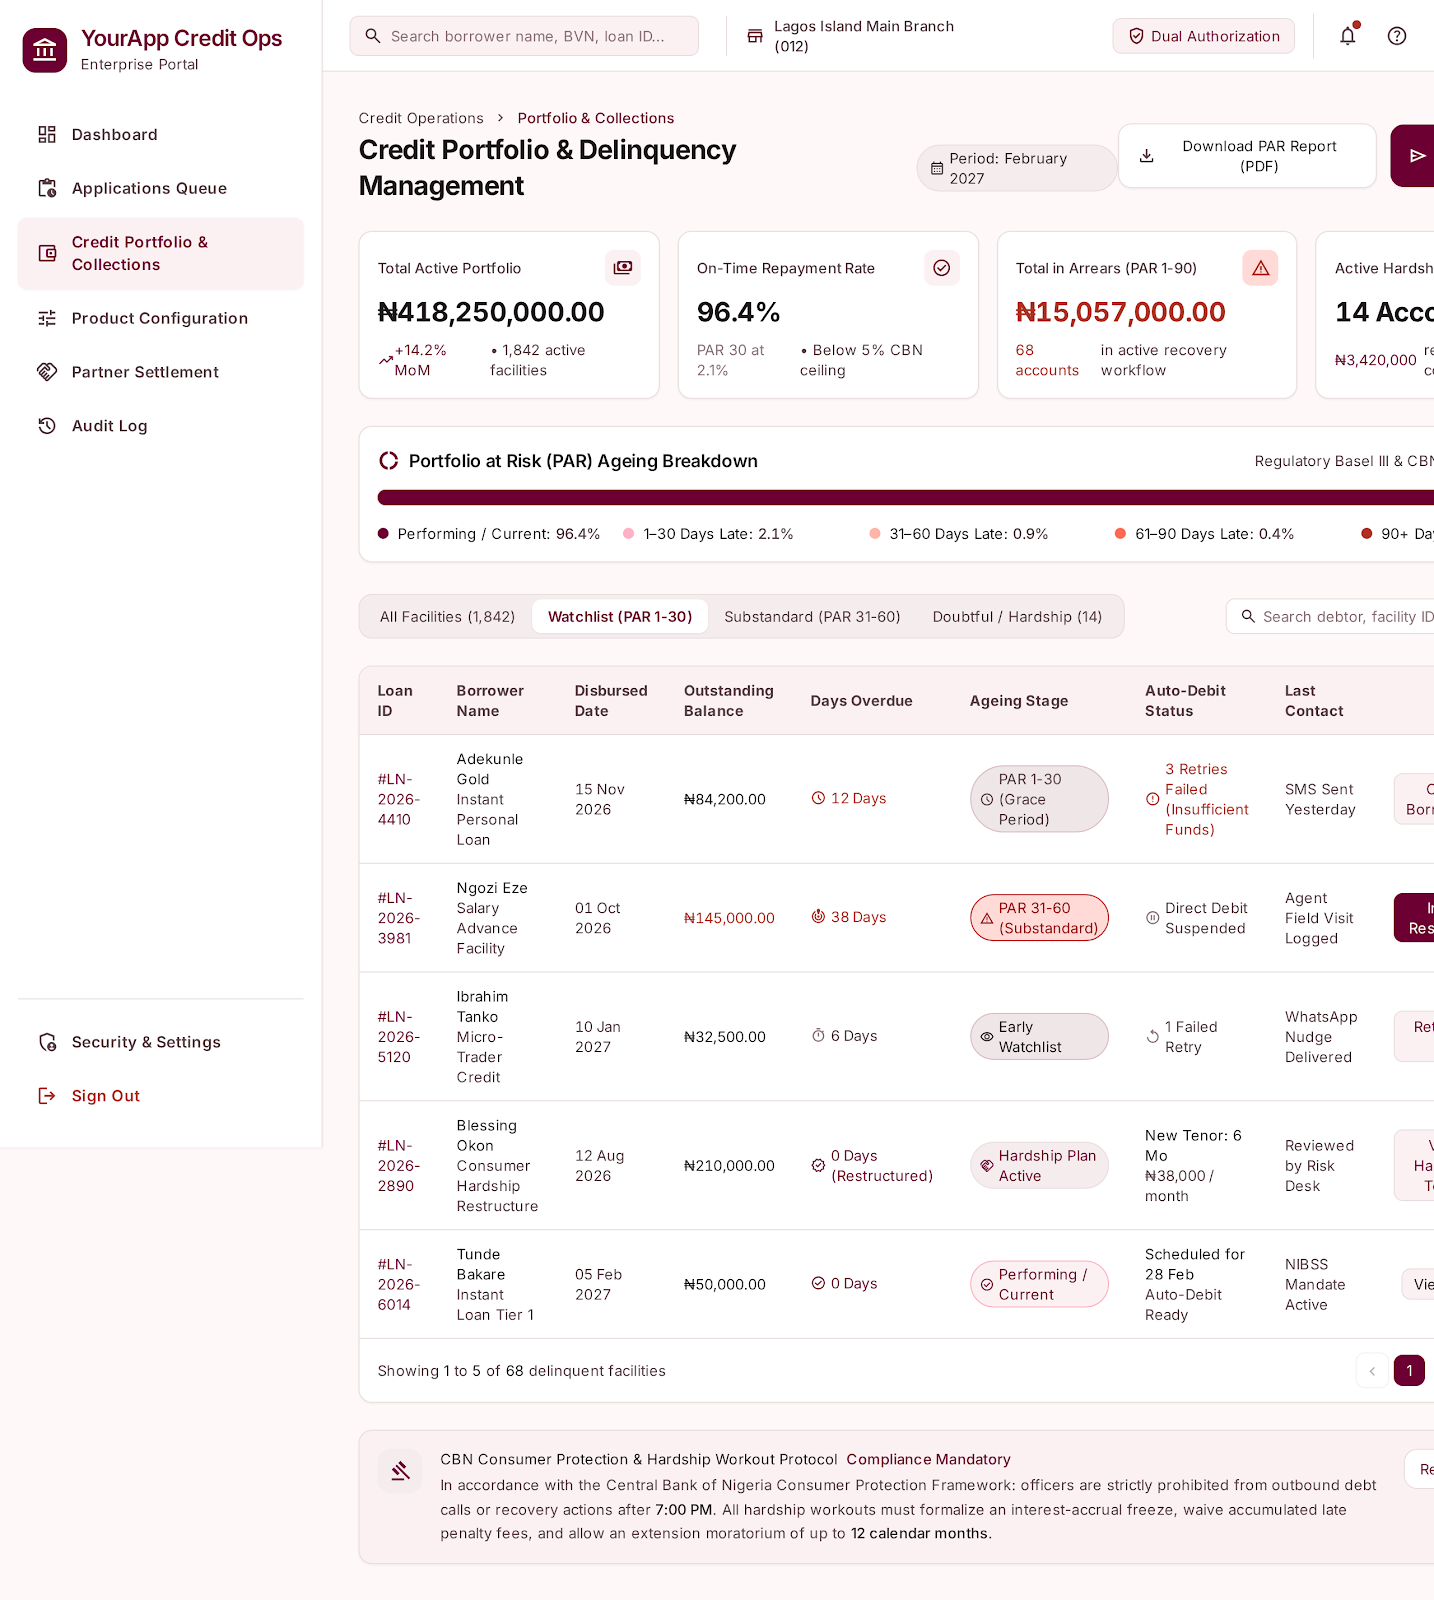 YourApp Credit Ops
Enterprise Portal
Dashboard
Applications Queue
Credit Portfolio &
Collections
Product Configuration
Partner Settlement
Audit Log
Security & Settings
Sign Out
Search borrower name, BVN, loan ID...
Lagos Island Main Branch
(012)
Dual Authorization
Credit Operations > Portfolio & Collections
Credit Portfolio & Delinquency
Management
Period: February
2027
Download PAR Report
(PDF)
Total Active Portfolio
₦418,250,000.00
+14.2%
MoM
• 1,842 active
facilities
On-Time Repayment Rate
96.4%
PAR 30 at
2.1%
• Below 5% CBN
ceiling
Total in Arrears (PAR 1-90)
₦15,057,000.00
68
accounts
in active recovery
workflow
Active Hardsh
14 Acco
₦3,420,000
Portfolio at Risk (PAR) Ageing Breakdown
Regulatory Basel III & CBN
Performing / Current: 96.4%
1–30 Days Late: 2.1%
31–60 Days Late: 0.9%
61–90 Days Late: 0.4%
90+ Day
All Facilities (1,842)
Watchlist (PAR 1-30)
Substandard (PAR 31-60)
Doubtful / Hardship (14)
Search debtor, facility ID
Loan
ID
Borrower
Name
Disbursed
Date
Outstanding
Balance
Days Overdue
Ageing Stage
Auto-Debit
Status
Last
Contact
#LN-
2026-
4410
Adekunle
Gold
Instant
Personal
Loan
15 Nov
2026
₦84,200.00
12 Days
PAR 1-30
(Grace
Period)
3 Retries
Failed
(Insufficient
Funds)
SMS Sent
Yesterday
#LN-
2026-
3981
Ngozi Eze
Salary
Advance
Facility
01 Oct
2026
₦145,000.00
38 Days
PAR 31-60
(Substandard)
Direct Debit
Suspended
Agent
Field Visit
Logged
#LN-
2026-
5120
Ibrahim
Tanko
Micro-
Trader
Credit
10 Jan
2027
₦32,500.00
6 Days
Early
Watchlist
1 Failed
Retry
WhatsApp
Nudge
Delivered
#LN-
2026-
2890
Blessing
Okon
Consumer
Hardship
Restructure
12 Aug
2026
₦210,000.00
0 Days
(Restructured)
Hardship Plan
Active
New Tenor: 6
Mo
₦38,000 /
month
Reviewed
by Risk
Desk
#LN-
2026-
6014
Tunde
Bakare
Instant
Loan Tier 1
05 Feb
2027
₦50,000.00
0 Days
Performing /
Current
Scheduled for
28 Feb
Auto-Debit
Ready
NIBSS
Mandate
Active
Showing 1 to 5 of 68 delinquent facilities
1
CBN Consumer Protection & Hardship Workout Protocol Compliance Mandatory
In accordance with the Central Bank of Nigeria Consumer Protection Framework: officers are strictly prohibited from outbound debt
calls or recovery actions after 7:00 PM. All hardship workouts must formalize an interest-accrual freeze, waive accumulated late
penalty fees, and allow an extension moratorium of up to 12 calendar months.